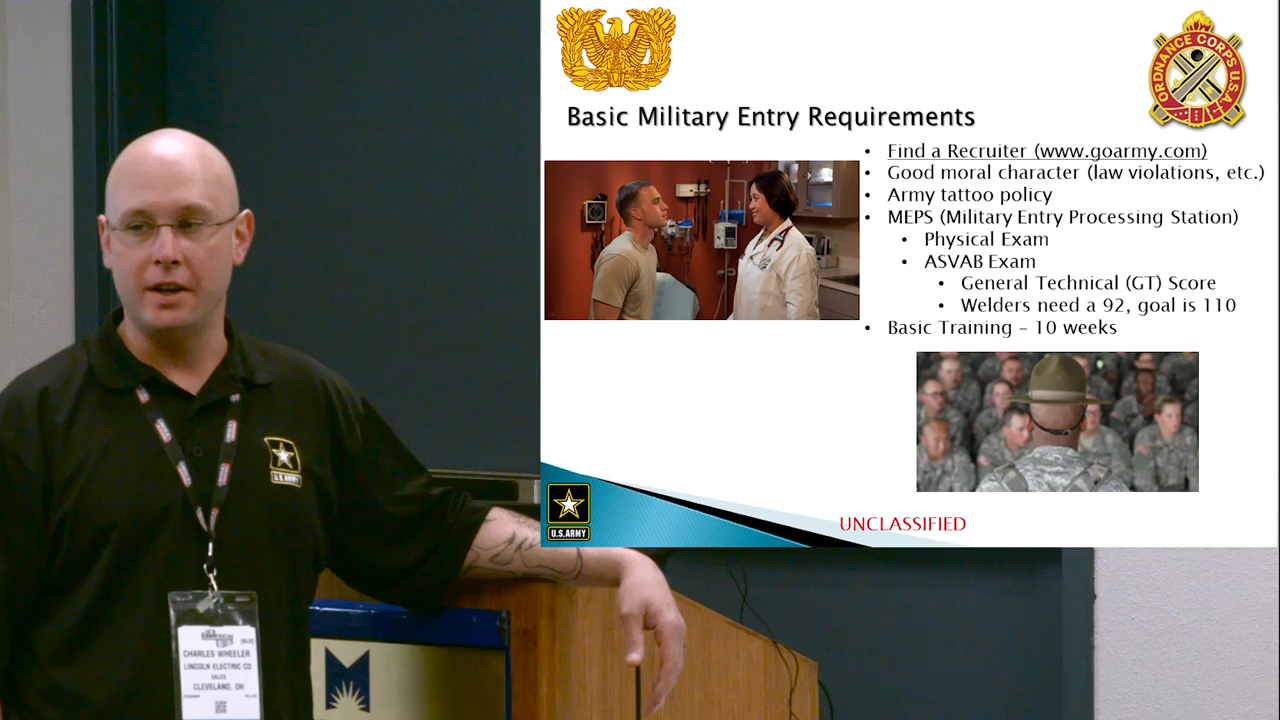 ORDNANCE CORPS U.S.A.
Basic Military Entry Requirements
• Find a Recruiter (www.goarmy.com)
• Good moral character (law violations, etc.)
• Army tattoo policy
• MEPS (Military Entry Processing Station)
• Physical Exam
• ASVAB Exam
• General Technical (GT) Score
• Welders need a 92, goal is 110
• Basic Training – 10 weeks
U.S.ARMY
UNCLASSIFIED
U.S.ARMY
CHARLES WHEELER
LINCOLN ELECTRIC CO
SALES
CLEVELAND, OH